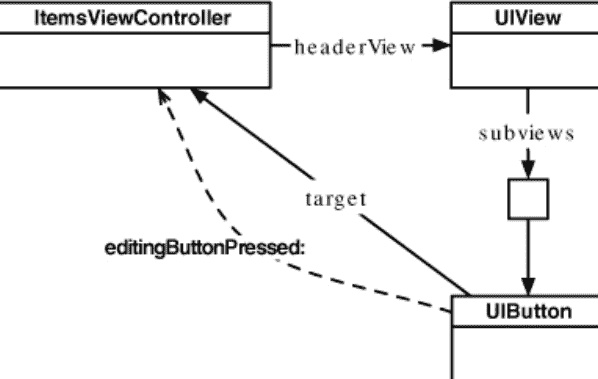 ItemsViewController
UIView
headerView
subviews
target
editingButtonPressed:
UIButton